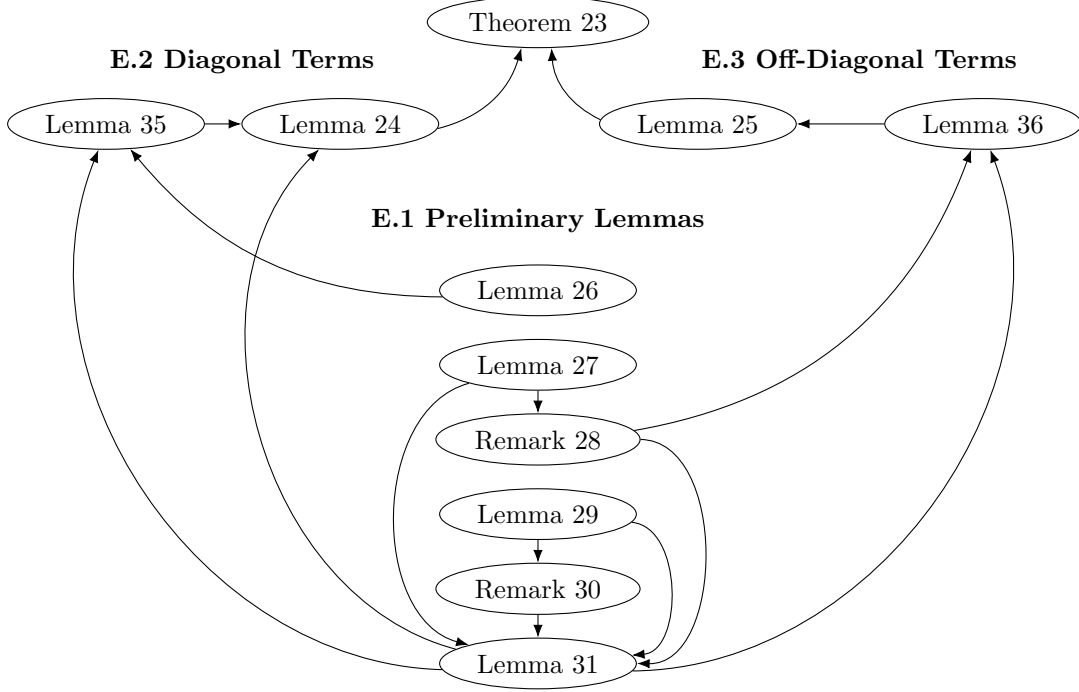 Theorem 23
E.2 Diagonal Terms
E.3 Off-Diagonal Terms
Lemma 35
Lemma 24
Lemma 25
Lemma 36
E.1 Preliminary Lemmas
Lemma 26
Lemma 27
Remark 28
Lemma 29
Remark 30
Lemma 31